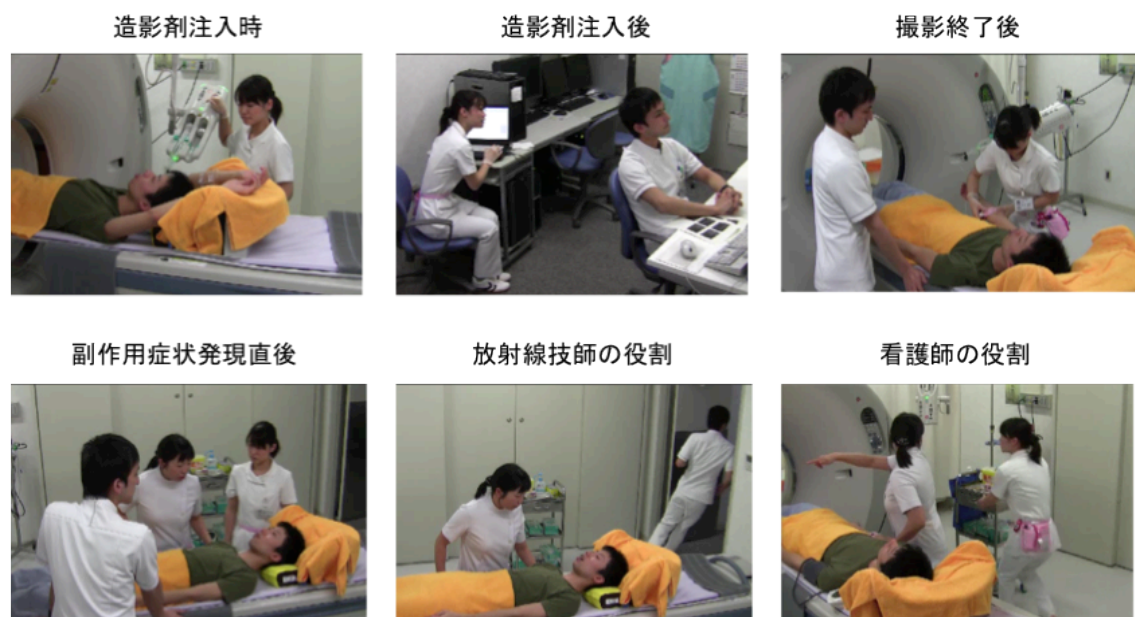 造影剤注入時
造影剤注入後
撮影終了後
副作用症状発現直後
放射線技師の役割
看護師の役割